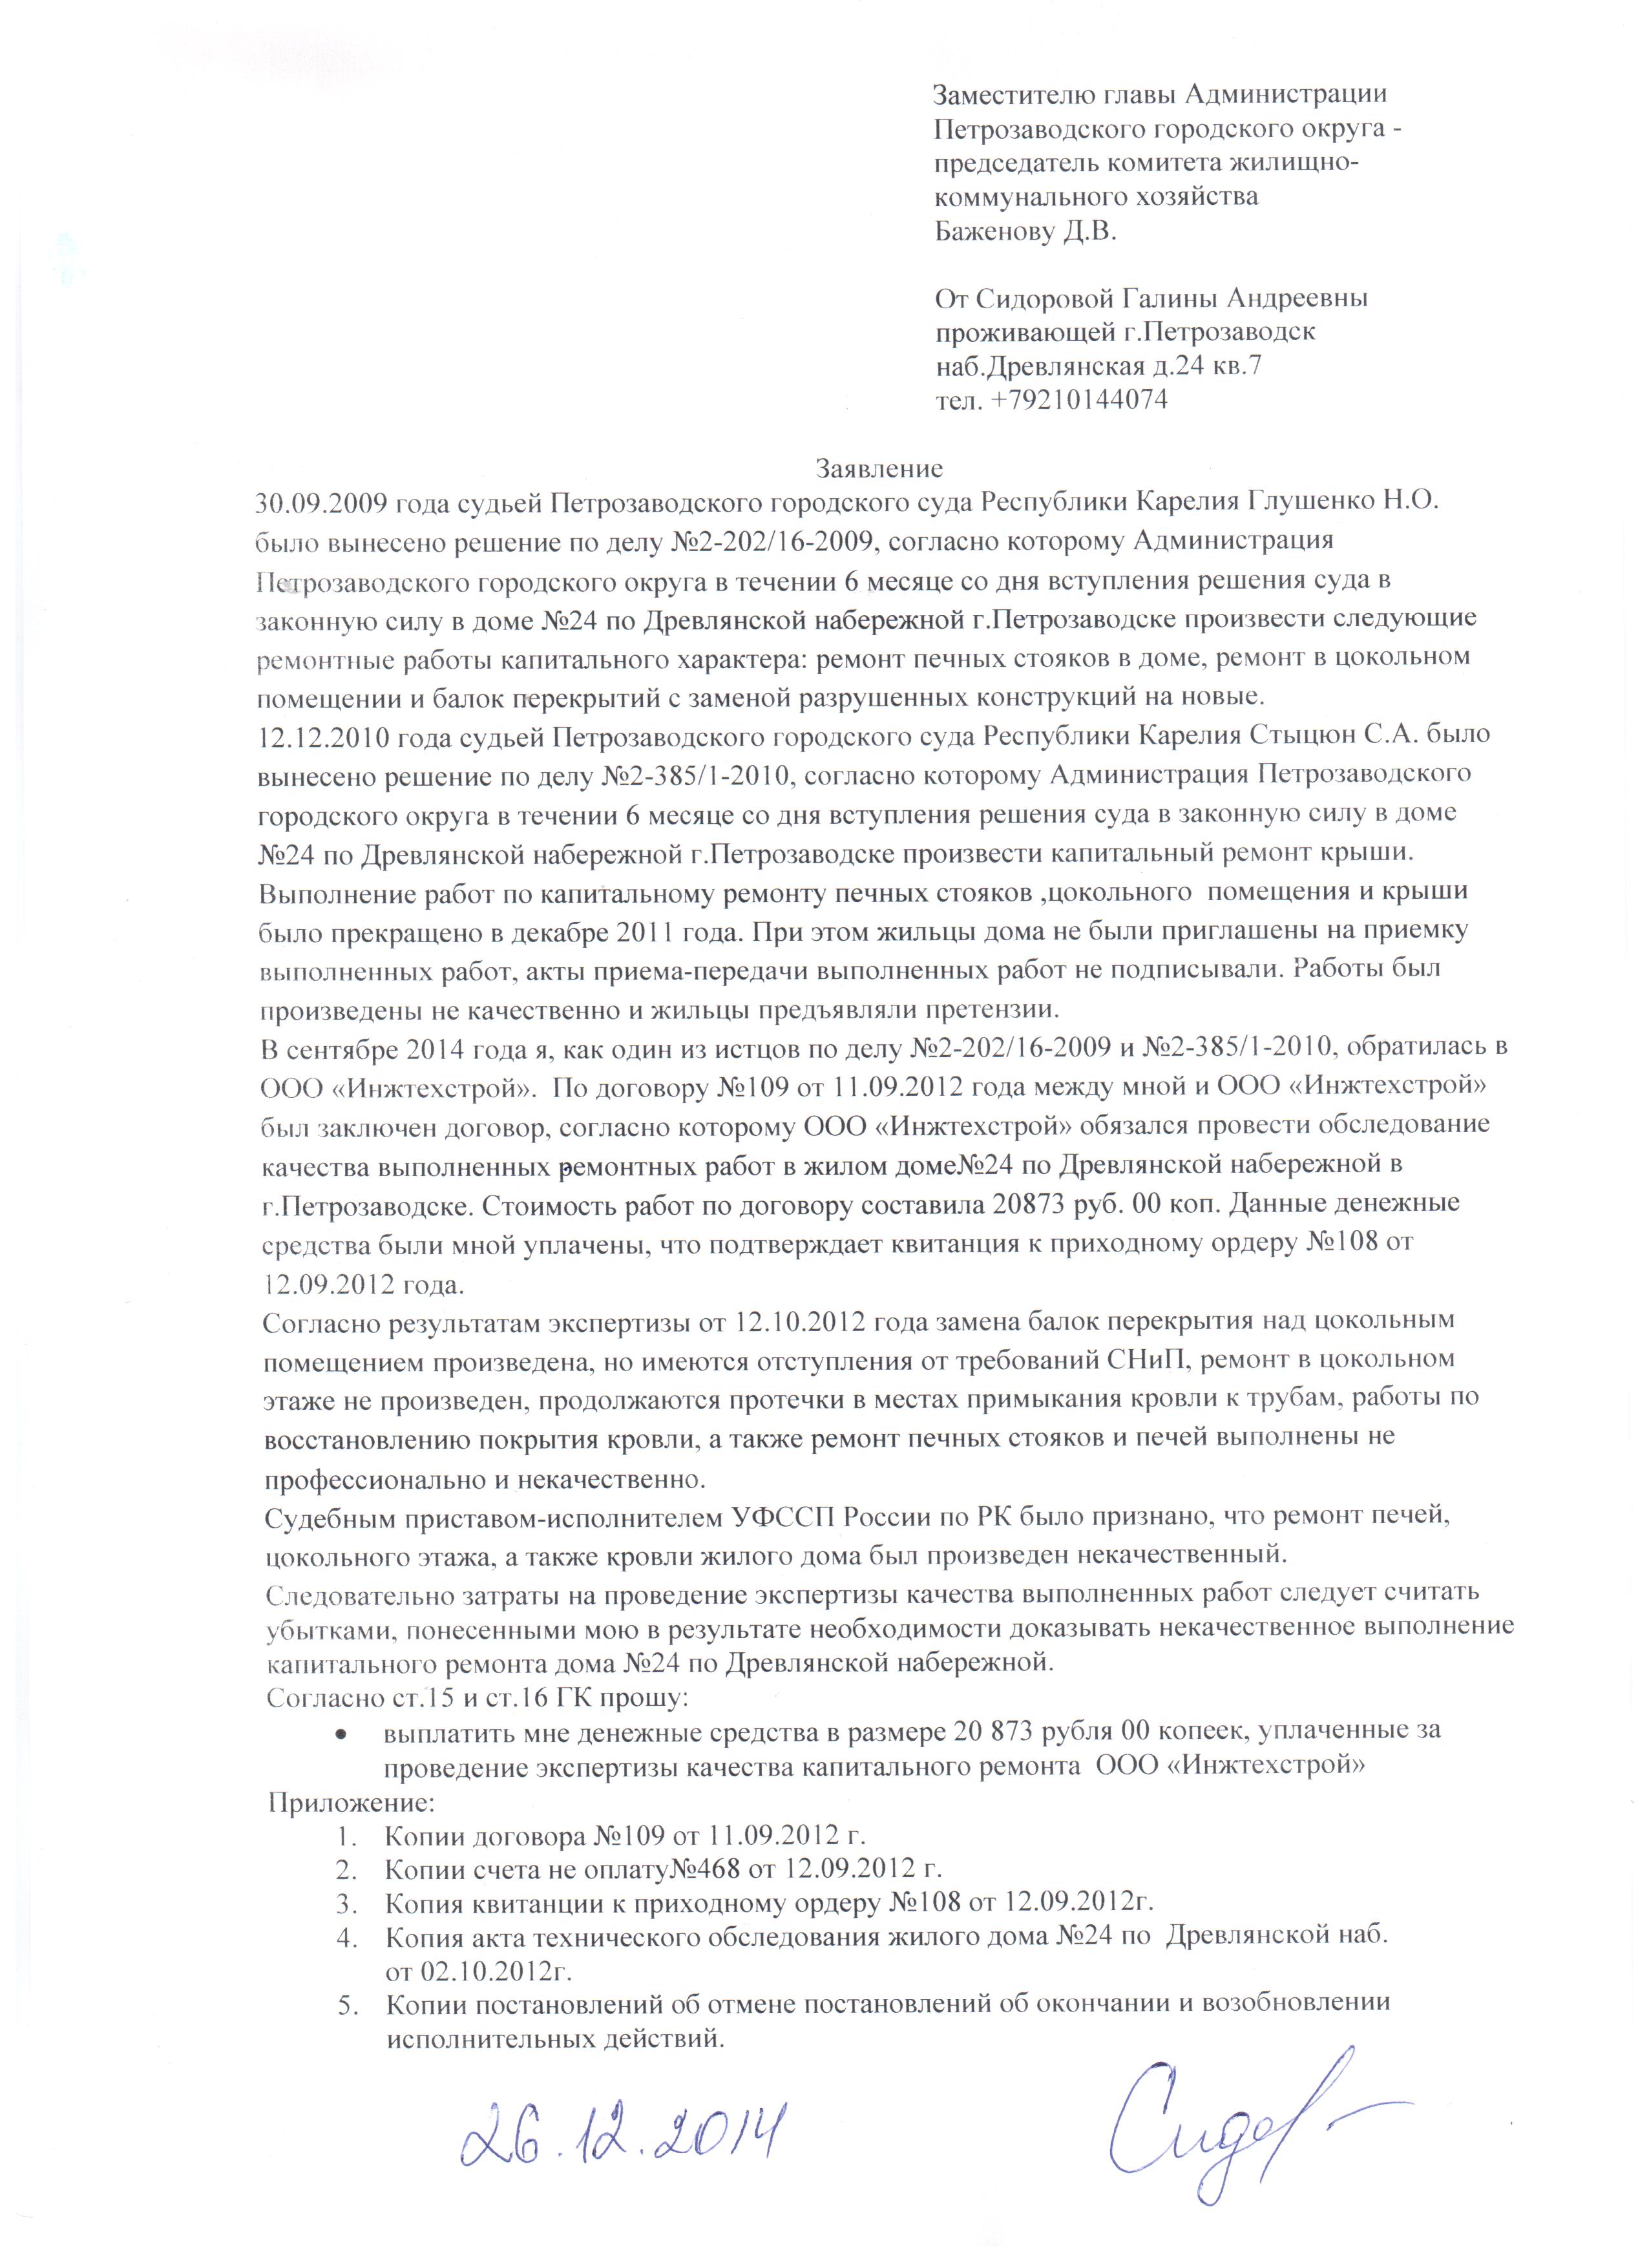 Заместителю главы Администрации
Петрозаводского городского округа -
председатель комитета жилищно-
коммунального хозяйства
Баженову Д.В.
От Сидоровой Галины Андреевны
проживающей г.Петрозаводск
наб.Древлянская д.24 кв.7
тел. +79210144074
Заявление
30.09.2009 года судьей Петрозаводского городского суда Республики Карелия Глушенко Н.О.
было вынесено решение по делу №2-202/16-2009, согласно которому Администрация
Петрозаводского городского округа в течении 6 месяце со дня вступления решения суда в
законную силу в доме №24 по Древлянской набережной г.Петрозаводске произвести следующие
ремонтные работы капитального характера: ремонт печных стояков в доме, ремонт в цокольном
помещении и балок перекрытий с заменой разрушенных конструкций на новые.
12.12.2010 года судьей Петрозаводского городского суда Республики Карелия Стыцюн С.А. было
вынесено решение по делу №2-385/1-2010, согласно которому Администрация Петрозаводского
городского округа в течении 6 месяце со дня вступления решения суда в законную силу в доме
№24 по Древлянской набережной г.Петрозаводске произвести капитальный ремонт крыши.
Выполнение работ по капитальному ремонту печных стояков ,цокольного помещения и крыши
было прекращено в декабре 2011 года. При этом жильцы дома не были приглашены на приемку
выполненных работ, акты приема-передачи выполненных работ не подписывали. Работы был
произведены не качественно и жильцы предъявляли претензии.
В сентябре 2014 года я, как один из истцов по делу №2-202/16-2009 и №2-385/1-2010, обратилась в
ООО «Инжтехстрой». По договору №109 от 11.09.2012 года между мной и ООО «Инжтехстрой»
был заключен договор, согласно которому ООО «Инжтехстрой» обязался провести обследование
качества выполненных ремонтных работ в жилом доме№24 по Древлянской набережной в
г.Петрозаводске. Стоимость работ по договору составила 20873 руб. 00 коп. Данные денежные
средства были мной уплачены, что подтверждает квитанция к приходному ордеру №108 от
12.09.2012 года.
Согласно результатам экспертизы от 12.10.2012 года замена балок перекрытия над цокольным
помещением произведена, но имеются отступления от требований СНиП, ремонт в цокольном
этаже не произведен, продолжаются протечки в местах примыкания кровли к трубам, работы по
восстановлению покрытия кровли, а также ремонт печных стояков и печей выполнены не
профессионально и некачественно.
Судебным приставом-исполнителем УФССП России по РК было признано, что ремонт печей,
цокольного этажа, а также кровли жилого дома был произведен некачественный.
Следовательно затраты на проведение экспертизы качества выполненных работ следует считать
убытками, понесенными мою в результате необходимости доказывать некачественное выполнение
капитального ремонта дома №24 по Древлянской набережной.
Согласно ст.15 и ст.16 ГК прошу:
• выплатить мне денежные средства в размере 20 873 рубля 00 копеек, уплаченные за
проведение экспертизы качества капитального ремонта ООО «Инжтехстрой»
Приложение:
1. Копии договора №109 от 11.09.2012 г.
2. Копии счета не оплату№468 от 12.09.2012 г.
3. Копия квитанции к приходному ордеру №108 от 12.09.2012г.
4. Копия акта технического обследования жилого дома №24 по Древлянской наб.
от 02.10.2012г.
5. Копии постановлений об отмене постановлений об окончании и возобновлении
исполнительных действий.
26.12.2014